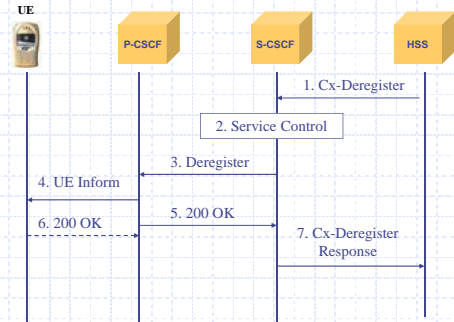 UE
P-CSCF
S-CSCF
HSS
1. Cx-Deregister
2. Service Control
3. Deregister
4. UE Inform
5. 200 OK
6. 200 OK
7. Cx-Deregister
Response